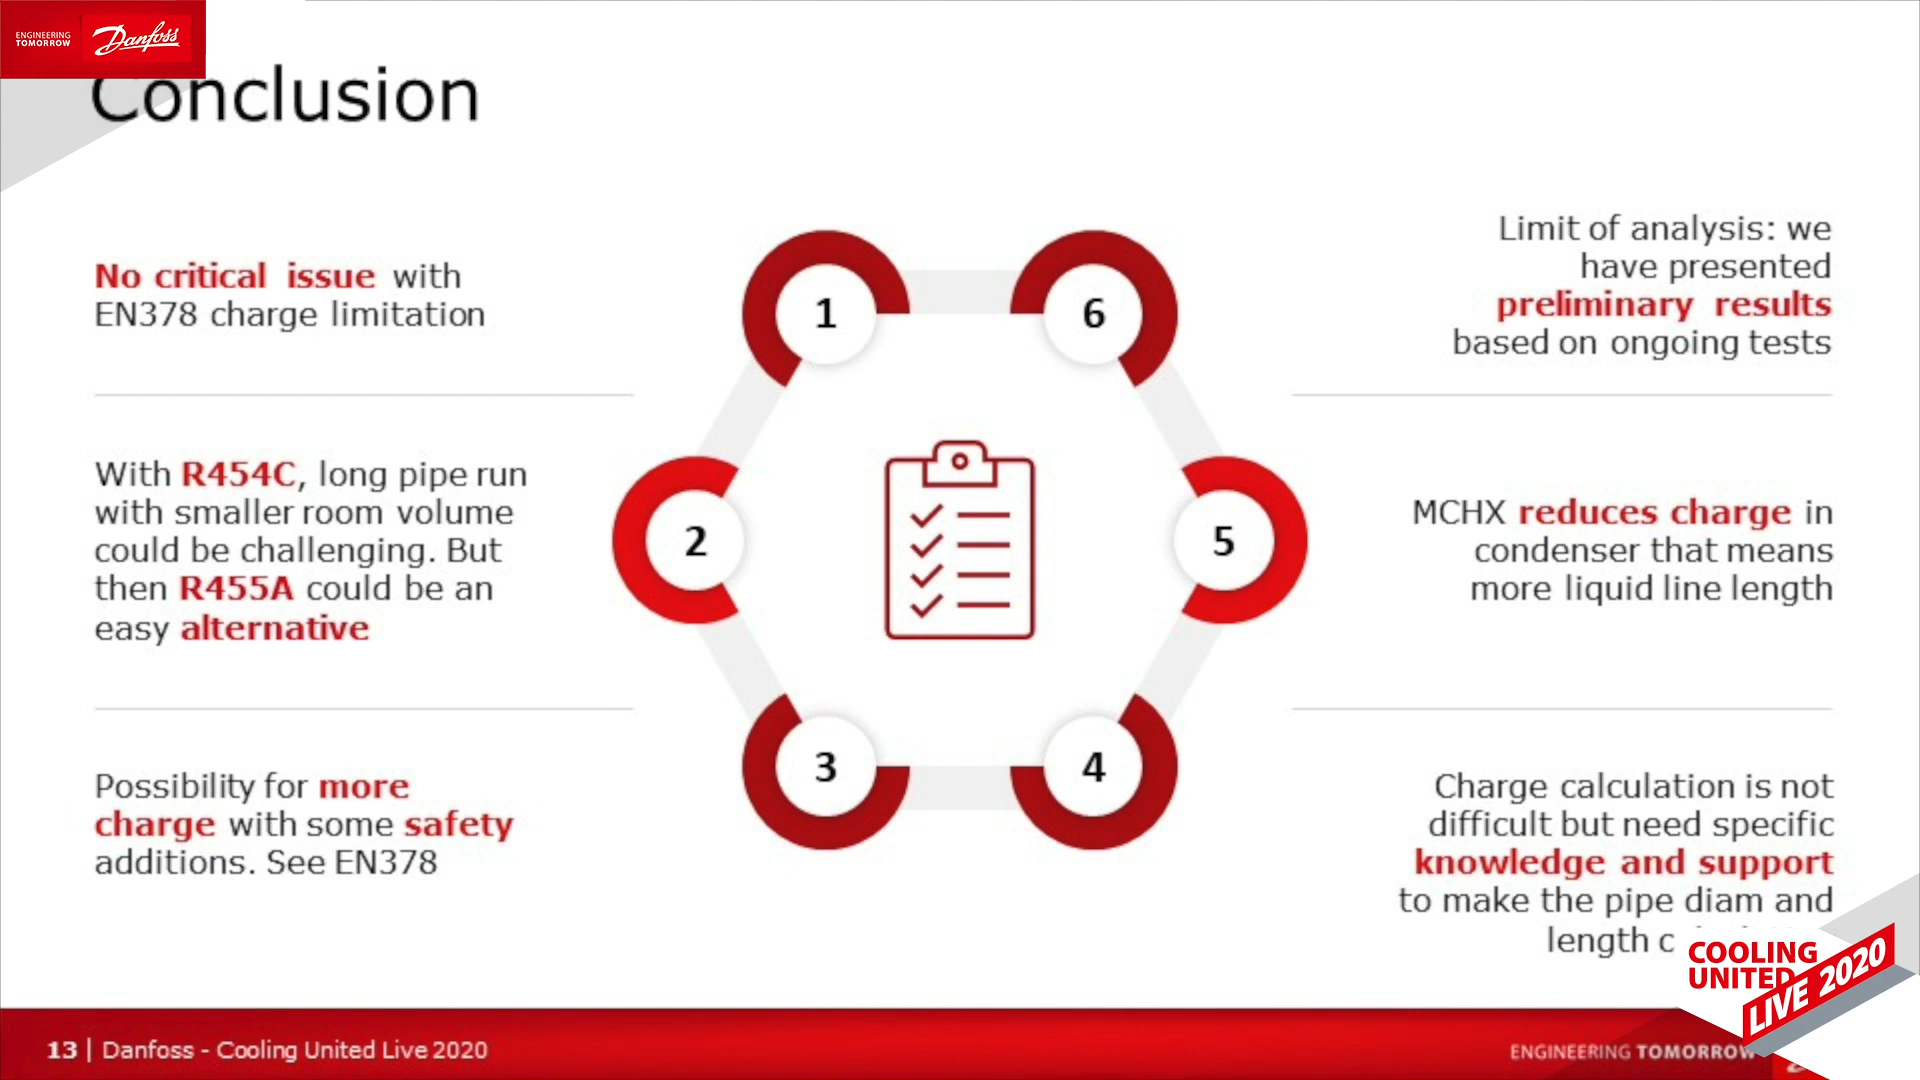 ENGINEERING
TOMORROW
Danfoss
Conclusion
No critical issue with
EN378 charge limitation
With R454C, long pipe run
with smaller room volume
could be challenging. But
then R455A could be an
easy alternative
Possibility for more
charge with some safety
additions. See EN378
1
2
3
4
5
6
Limit of analysis: we
have presented
preliminary results
based on ongoing tests
MCHX reduces charge in
condenser that means
more liquid line length
Charge calculation is not
difficult but need specific
knowledge and support
to make the pipe diam and
length
COOLING
UNITED
LIVE 2020
13 | Danfoss - Cooling United Live 2020
ENGINEERING TOMORROW